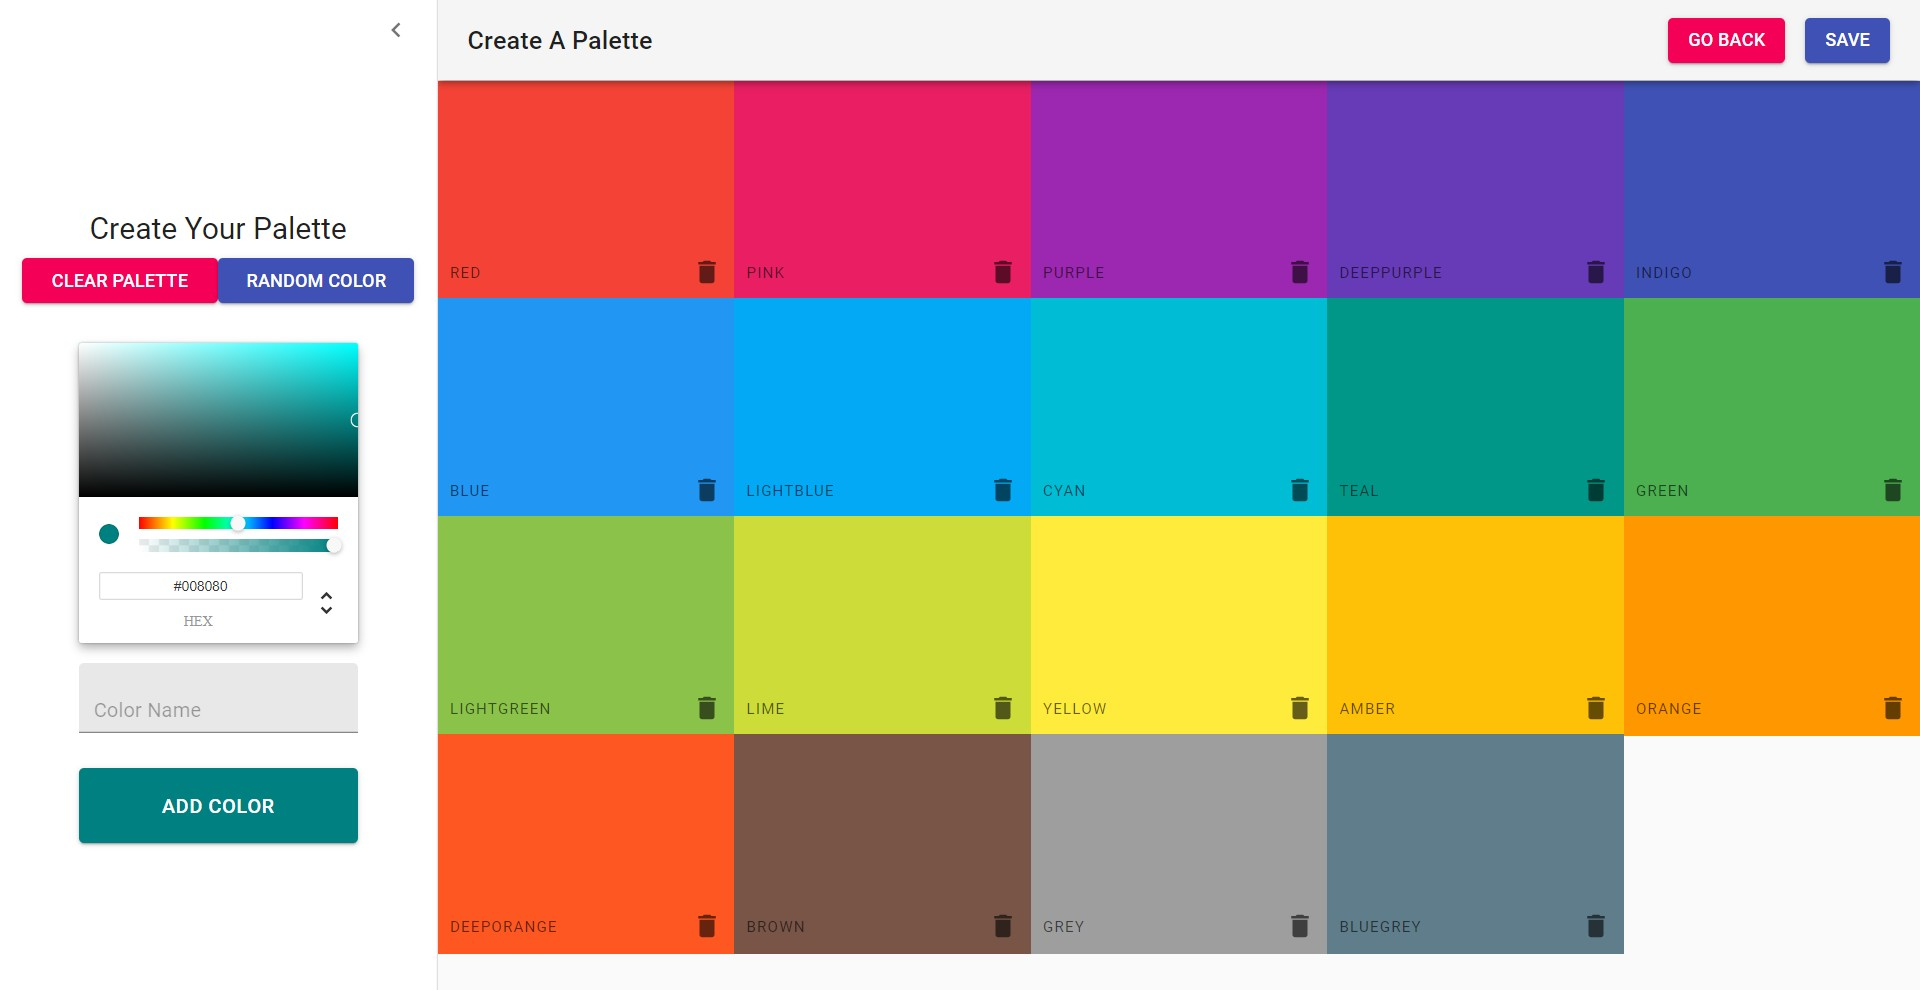 Create A Palette
GO BACK
SAVE
Create Your Palette
CLEAR PALETTE
RANDOM COLOR
#008080
HEX
Color Name
ADD COLOR
RED
PINK
PURPLE
DEEPPURPLE
INDIGO
BLUE
LIGHTBLUE
CYAN
TEAL
GREEN
LIGHTGREEN
LIME
YELLOW
AMBER
ORANGE
DEEPORANGE
BROWN
GREY
BLUEGREY